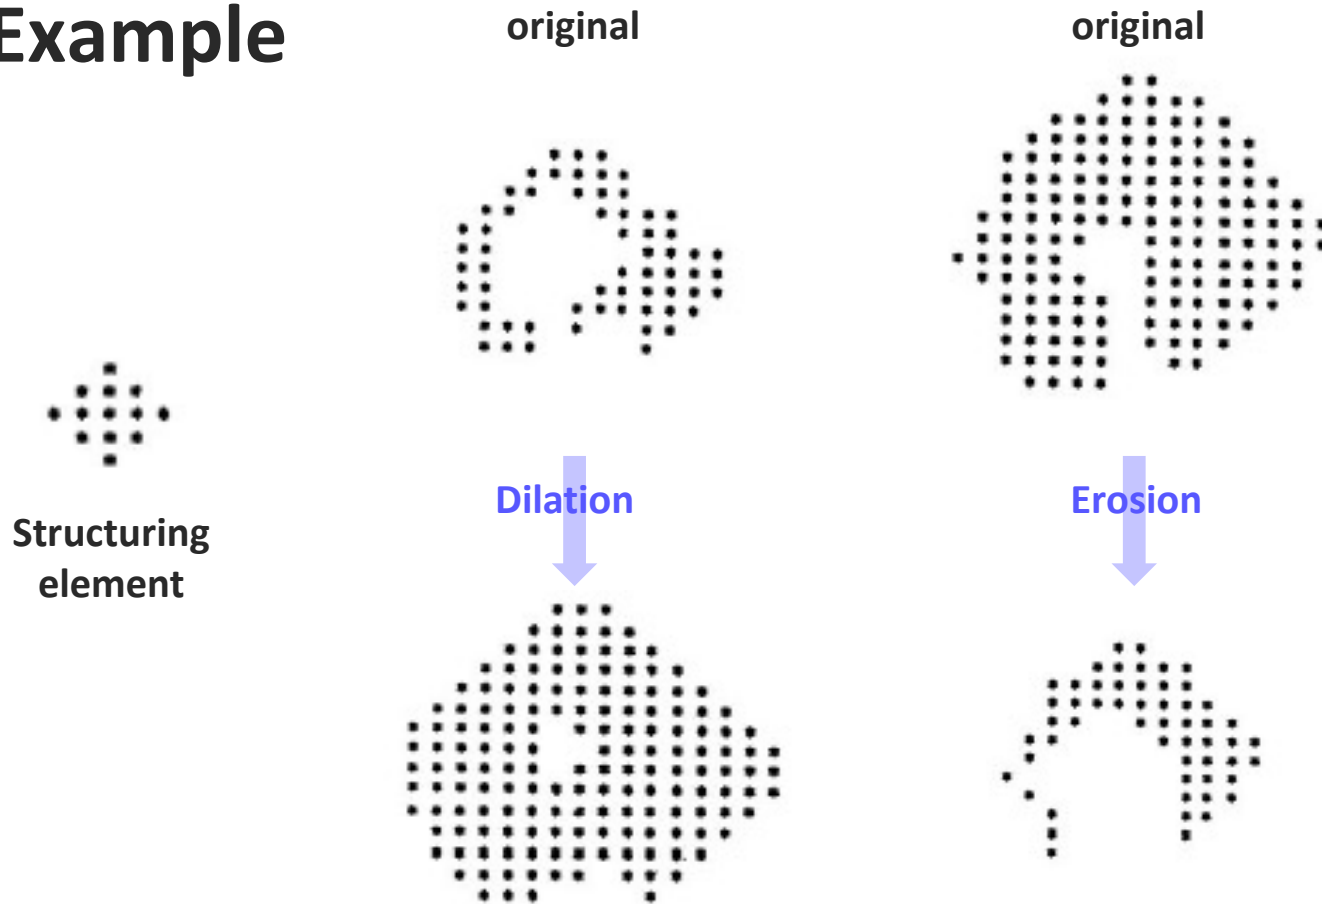 Example
original
original
Structuring
element
Dilation
Erosion